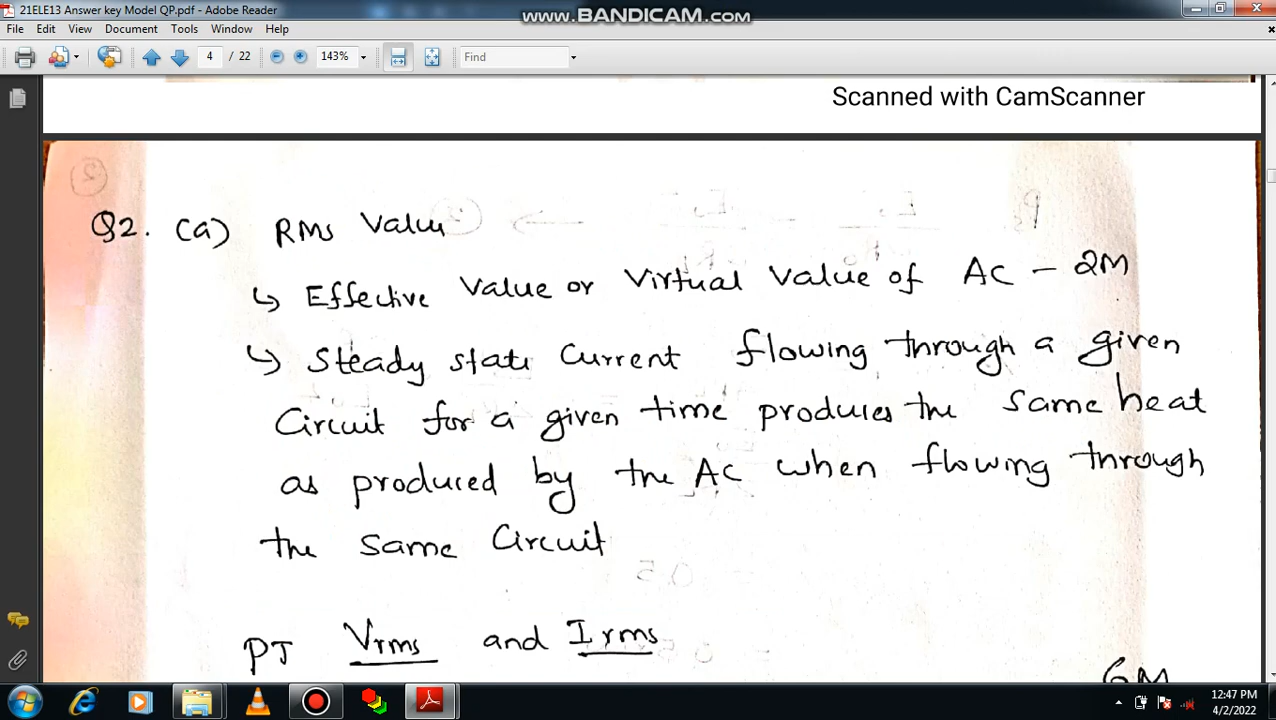 21ELE13 Answer key Model QP.pdf - Adobe Reader
www.BANDICAM.com
File Edit View Document Tools Window Help
4 / 22 143% Find
Scanned with CamScanner
Q2. (a) RMS Value
↳ Effective Value or Virtual Value of AC - 2M
↳ Steady state Current flowing through a given
Circuit for a given time produces the same heat
as produced by the AC when flowing through
the same Circuit
PT Vrms and Irms
6M
12:47 PM
4/2/2022